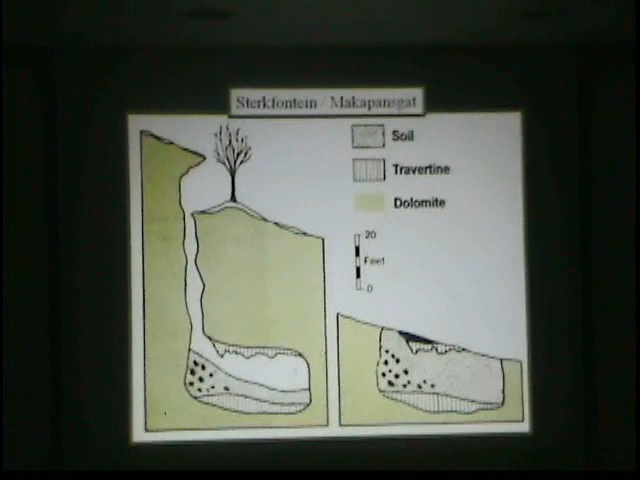 Sterkfontein / Makapansgat
Soil
Travertine
Dolomite
20
Feet
0